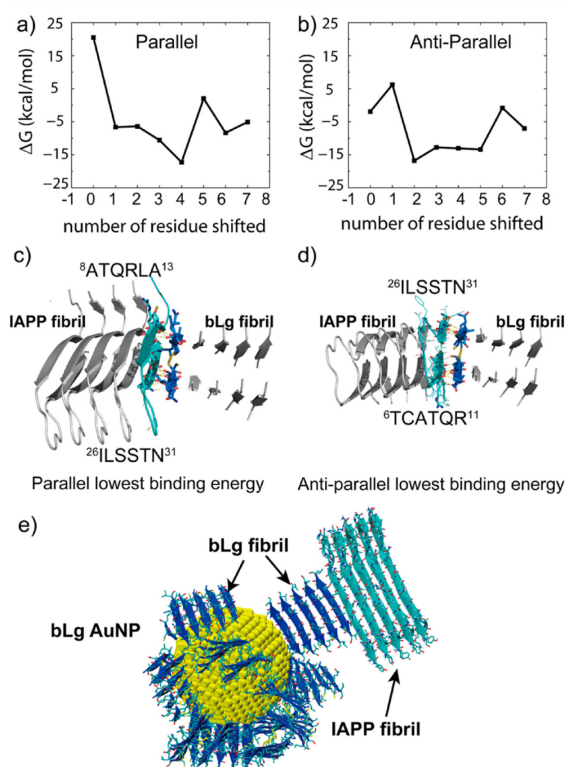 a)
Parallel
25
15
5
−5
−15
−25
ΔG (kcal/mol)
-1 0 1 2 3 4 5 6 7 8
number of residue shifted
b)
Anti-Parallel
25
15
5
−5
−15
−25
ΔG (kcal/mol)
-1 0 1 2 3 4 5 6 7 8
number of residue shifted
c)
⁸ATQRLA¹³
IAPP fibril
bLg fibril
²⁶ILSSTN³¹
Parallel lowest binding energy
d)
²⁶ILSSTN³¹
IAPP fibril
bLg fibril
⁶TCATQR¹¹
Anti-parallel lowest binding energy
e)
bLg fibril
bLg AuNP
IAPP fibril